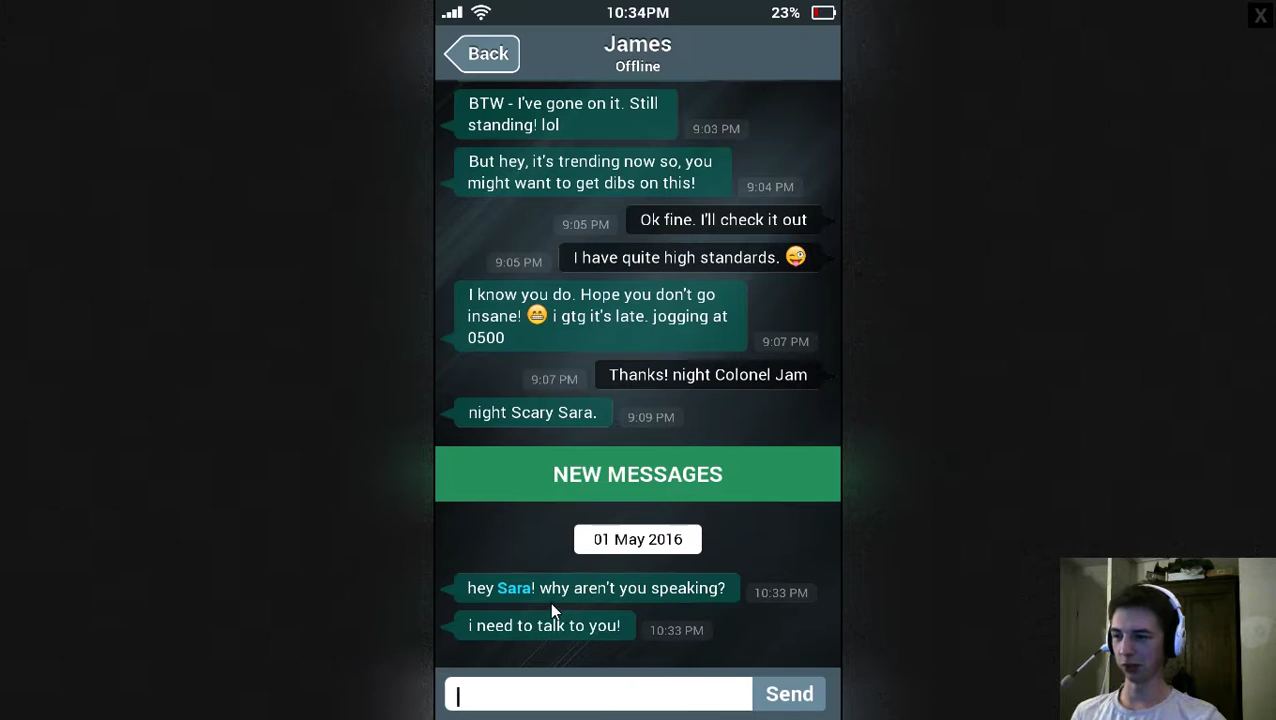 10:34PM
23%
X
Back
James
Offline
BTW - I've gone on it. Still
standing! lol
9:03 PM
But hey, it's trending now so, you
might want to get dibs on this!
9:04 PM
Ok fine. I'll check it out
9:05 PM
I have quite high standards. 😜
9:05 PM
I know you do. Hope you don't go
insane! 😁 i gtg it's late. jogging at
0500
9:07 PM
Thanks! night Colonel Jam
9:07 PM
night Scary Sara.
9:09 PM
NEW MESSAGES
01 May 2016
hey Sara! why aren't you speaking?
10:33 PM
i need to talk to you!
10:33 PM
Send